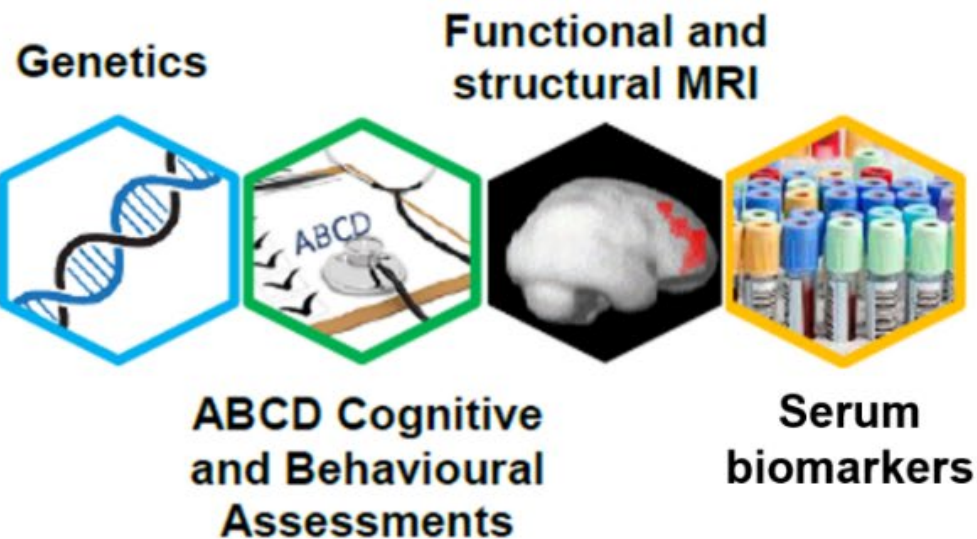 Genetics
Functional and
structural MRI
ABCD
ABCD Cognitive
and Behavioural
Assessments
Serum
biomarkers